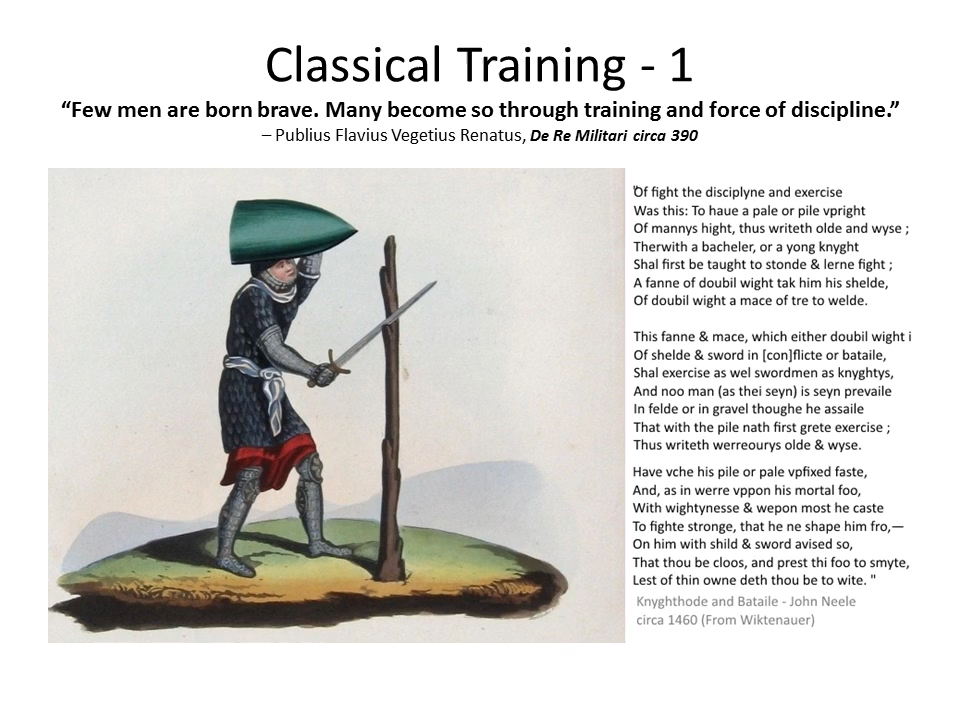 Classical Training - 1
“Few men are born brave. Many become so through training and force of discipline.”
– Publius Flavius Vegetius Renatus, De Re Militari circa 390
'Of fight the disciplyne and exercise
Was this: To haue a pale or pile vpright
Of mannys hight, thus writeth olde and wyse ;
Therwith a bacheler, or a yong knyght
Shal first be taught to stonde & lerne fight ;
A fanne of doubil wight tak him his shelde,
Of doubil wight a mace of tre to welde.
This fanne & mace, which either doubil wight i
Of shelde & sword in [con]flicte or bataile,
Shal exercise as wel swordmen as knyghtys,
And noo man (as thei seyn) is seyn prevaile
In felde or in gravel thoughe he assaile
That with the pile nath first grete exercise ;
Thus writeth werreourys olde & wyse.
Have vche his pile or pale vpfixed faste,
And, as in werre vppon his mortal foo,
With wightynesse & wepon most he caste
To fighte stronge, that he ne shape him fro,—
On him with shild & sword avised so,
That thou be cloos, and prest thi foo to smyte,
Lest of thin owne deth thou be to wite. "
Knyghthode and Bataile - John Neele
circa 1460 (From Wiktenauer)